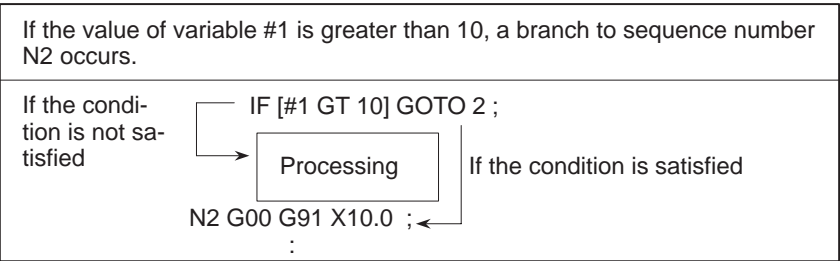 If the value of variable #1 is greater than 10, a branch to sequence number
N2 occurs.
If the condi-
tion is not sa-
tisfied
IF [#1 GT 10] GOTO 2 ;
Processing
If the condition is satisfied
N2 G00 G91 X10.0 ;
: